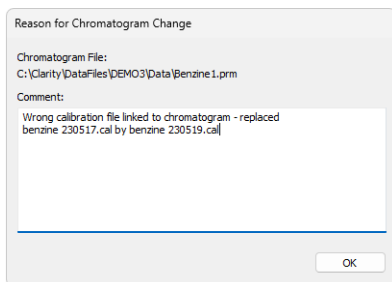 Reason for Chromatogram Change
Chromatogram File:
C:\Clarity\DataFiles\DEMO3\Data\Benzine1.prm
Comment:
Wrong calibration file linked to chromatogram - replaced
benzine 230517.cal by benzine 230519.cal
OK